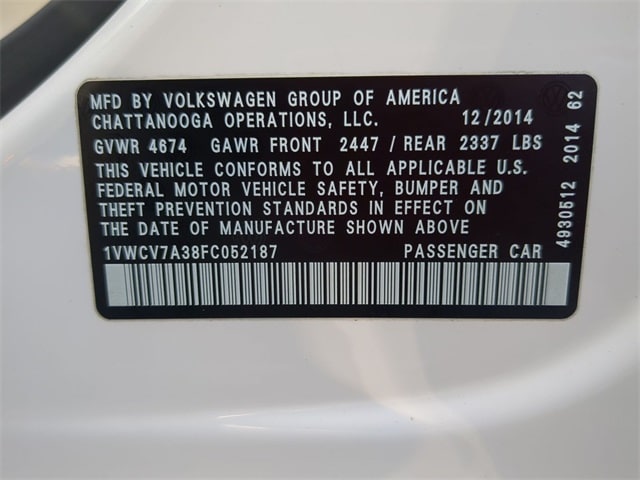 MFD BY VOLKSWAGEN GROUP OF AMERICA
CHATTANOOGA OPERATIONS, LLC. 12/2014
GVWR 4674 GAWR FRONT 2447 / REAR 2337 LBS
THIS VEHICLE CONFORMS TO ALL APPLICABLE U.S.
FEDERAL MOTOR VEHICLE SAFETY, BUMPER AND
THEFT PREVENTION STANDARDS IN EFFECT ON
THE DATE OF MANUFACTURE SHOWN ABOVE
1VWCV7A38FC052187 PASSENGER CAR
4930512 2014 62